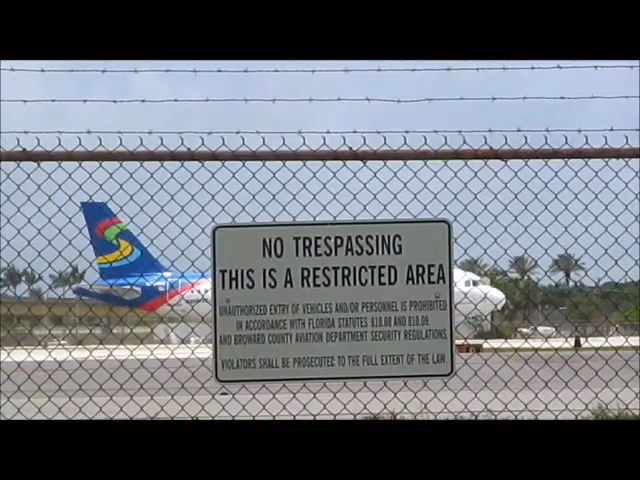 NO TRESPASSING
THIS IS A RESTRICTED AREA
UNAUTHORIZED ENTRY OF VEHICLES AND/OR PERSONNEL IS PROHIBITED
IN ACCORDANCE WITH FLORIDA STATUTES 810.08 AND 810.09.
AND BROWARD COUNTY AVIATION DEPARTMENT SECURITY REGULATIONS.
VIOLATORS SHALL BE PROSECUTED TO THE FULL EXTENT OF THE LAW.